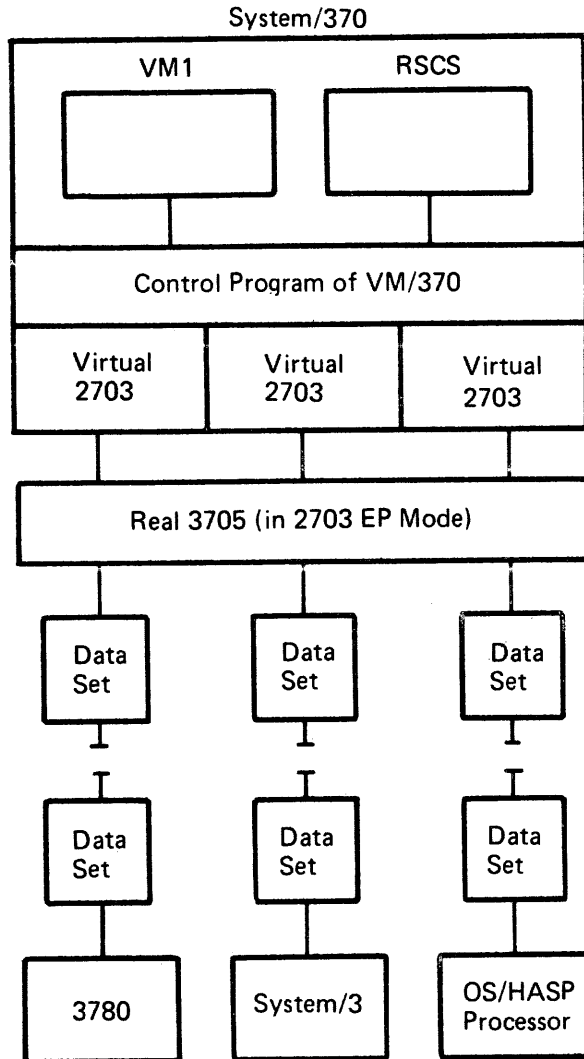 System/370
VM1 RSCS
Control Program of VM/370
Virtual 2703
Virtual 2703
Virtual 2703
Real 3705 (in 2703 EP Mode)
Data Set
Data Set
Data Set
Data Set
Data Set
Data Set
3780
System/3
OS/HASP Processor